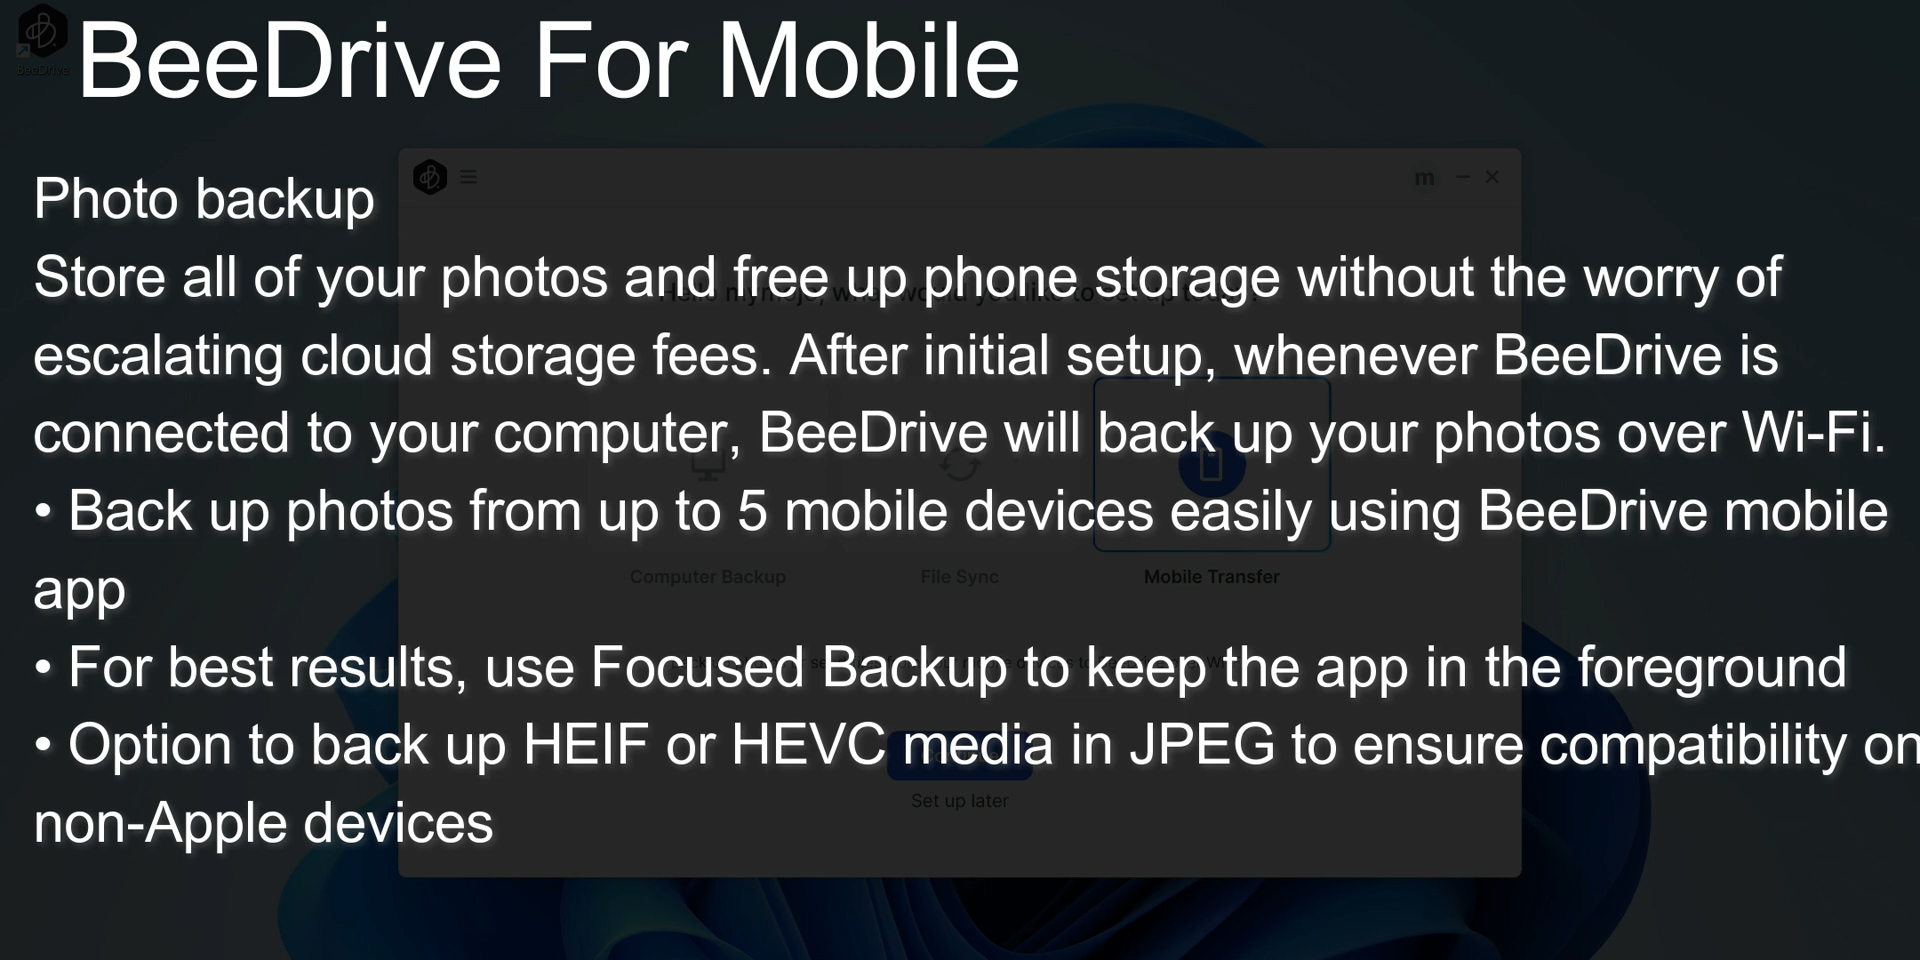 BeeDrive For Mobile
BeeDrive
Photo backup
m
Store all of your photos and free up phone storage without the worry of
escalating cloud storage fees. After initial setup, whenever BeeDrive is
connected to your computer, BeeDrive will back up your photos over Wi-Fi.
• Back up photos from up to 5 mobile devices easily using BeeDrive mobile
app
Computer Backup
File Sync
Mobile Transfer
• For best results, use Focused Backup to keep the app in the foreground
• Option to back up HEIF or HEVC media in JPEG to ensure compatibility on
Set up later
non-Apple devices